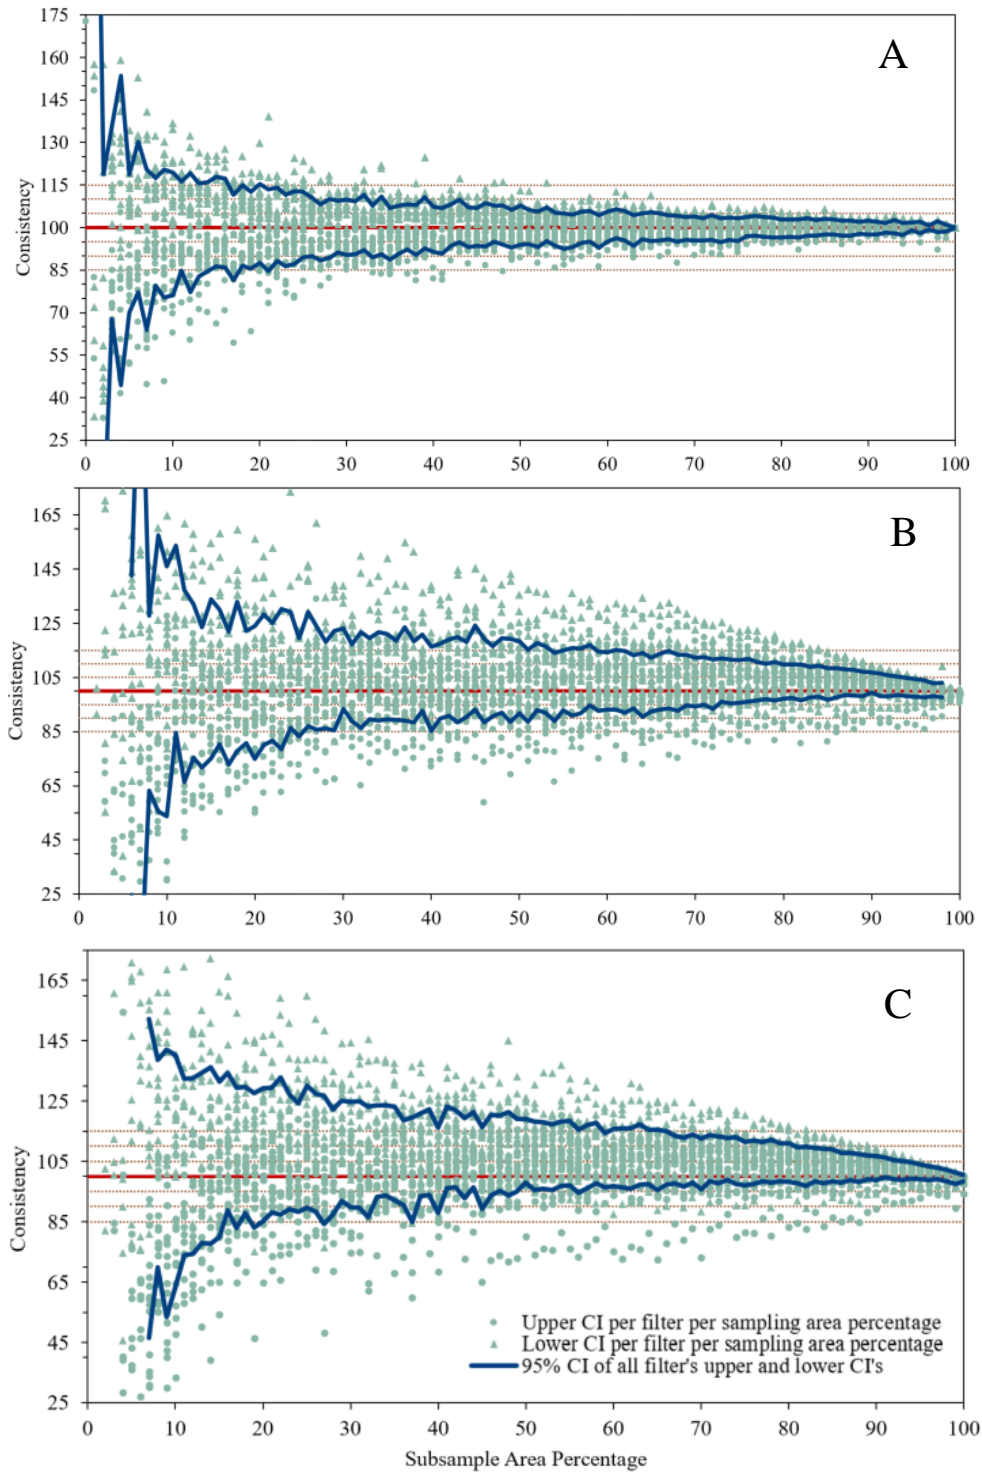 A
175
160
145
130
115
100
85
70
55
40
25
Consistency
0 10 20 30 40 50 60 70 80 90 100
B
165
145
125
105
85
65
45
25
Consistency
0 10 20 30 40 50 60 70 80 90 100
C
165
145
125
105
85
65
45
25
Consistency
Upper CI per filter per sampling area percentage
Lower CI per filter per sampling area percentage
95% CI of all filter's upper and lower CI's
0 10 20 30 40 50 60 70 80 90 100
Subsample Area Percentage